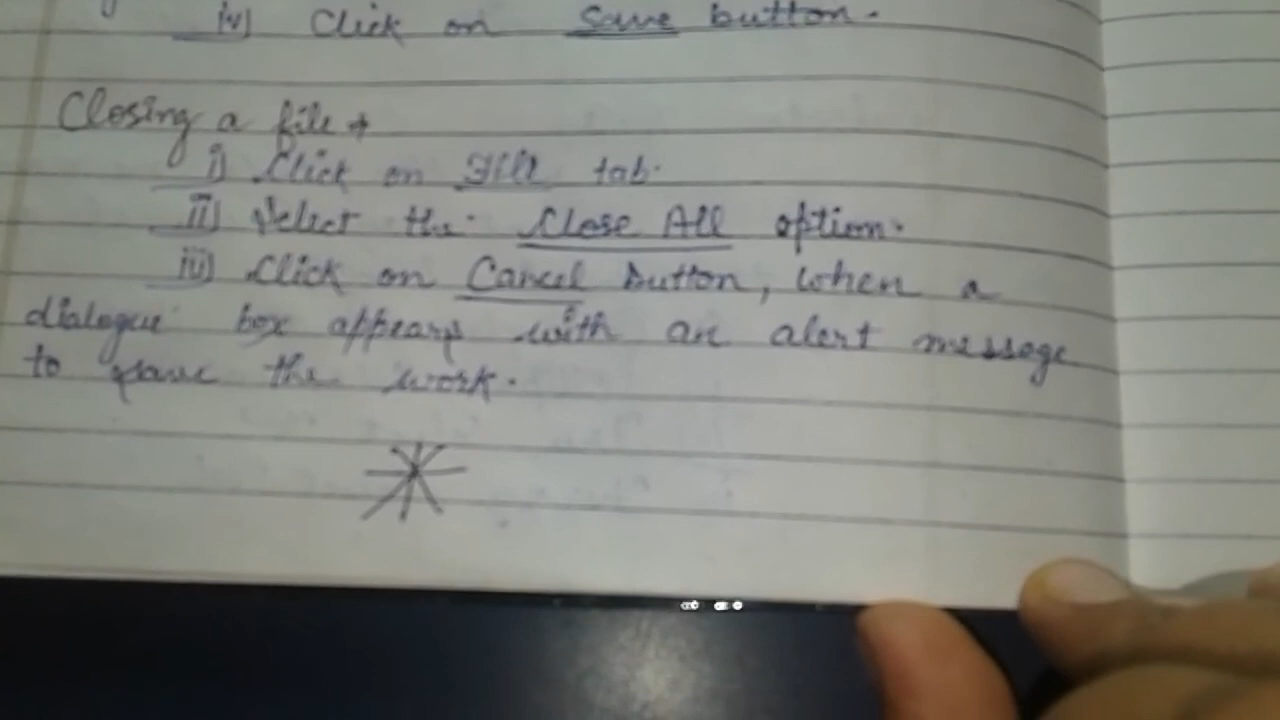 iv) Click on Save button.
Closing a file →
i) Click on File tab.
ii) Select the Close All option.
iii) Click on Cancel button, when a
dialogue box appears with an alert message
to save the work.